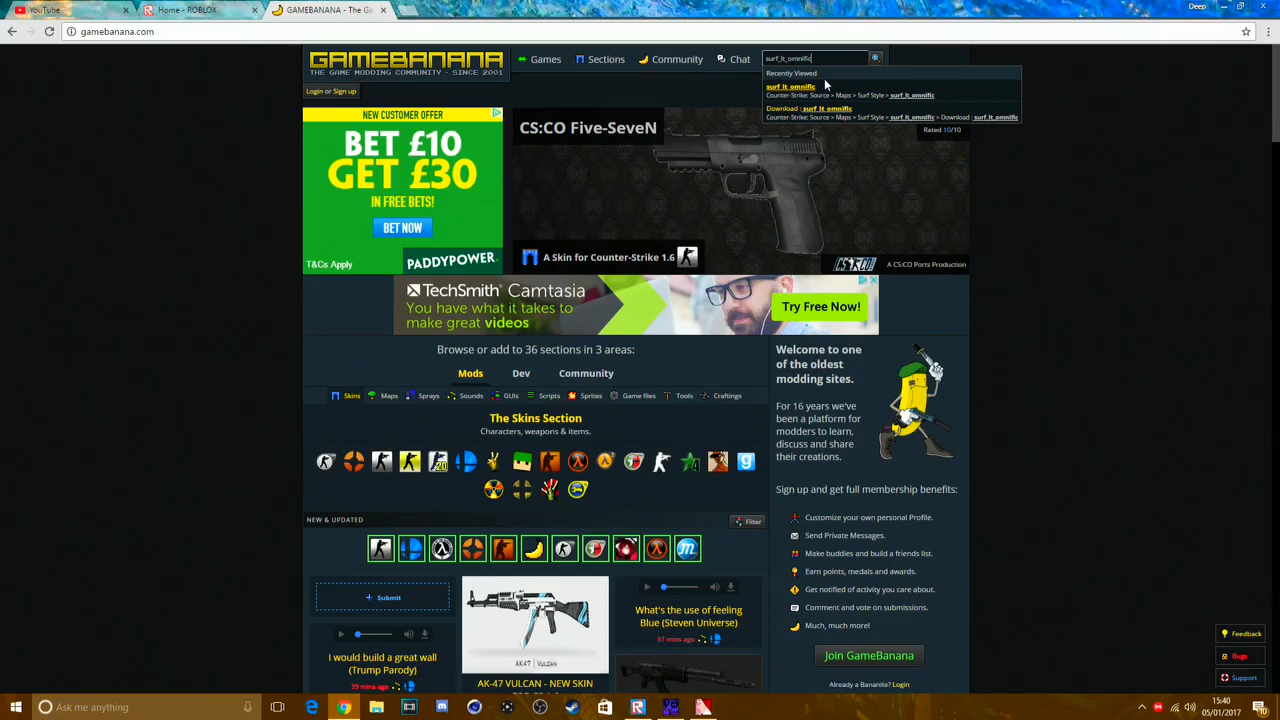 YouTube
Home - ROBLOX
GAMEBANANA - The Ga
Deep
gamebanana.com
GAMEBANANA
THE GAME MODDING COMMUNITY - SINCE 2001
Games
Sections
Community
Chat
surf_lt_omnific
Login or Sign up
Recently Viewed
surf_lt_omnific
Counter-Strike: Source > Maps > Surf Style > surf_lt_omnific
Download : surf_lt_omnific
Counter-Strike: Source > Maps > Surf Style > surf_lt_omnific > Download : surf_lt_omnific
NEW CUSTOMER OFFER
BET £10
GET £30
IN FREE BETS!
BET NOW
T&Cs Apply
PADDYPOWER.
CS:CO Five-SeveN
Rated 10/10
A Skin for Counter-Strike 1.6
CS:CO
A CS:CO Ports Production
TechSmith Camtasia
You have what it takes to
make great videos
Try Free Now!
Browse or add to 36 sections in 3 areas:
Mods
Dev
Community
Skins
Maps
Sprays
Sounds
GUIs
Scripts
Sprites
Game files
Tools
Craftings
The Skins Section
Characters, weapons & items.
NEW & UPDATED
Filter
+ Submit
I would build a great wall
(Trump Parody)
39 mins ago
AK47 | VULCAN
AK-47 VULCAN - NEW SKIN
What's the use of feeling
Blue (Steven Universe)
37 mins ago
Welcome to one
of the oldest
modding sites.
For 16 years we've
been a platform for
modders to learn,
discuss and share
their creations.
Sign up and get full membership benefits:
Customize your own personal Profile.
Send Private Messages.
Make buddies and build a friends list.
Earn points, medals and awards.
Get notified of activity you care about.
Comment and vote on submissions.
Much, much more!
Join GameBanana
Already a Bananite? Login
Feedback
Bugs
Support
Ask me anything
15:40
05/01/2017
10